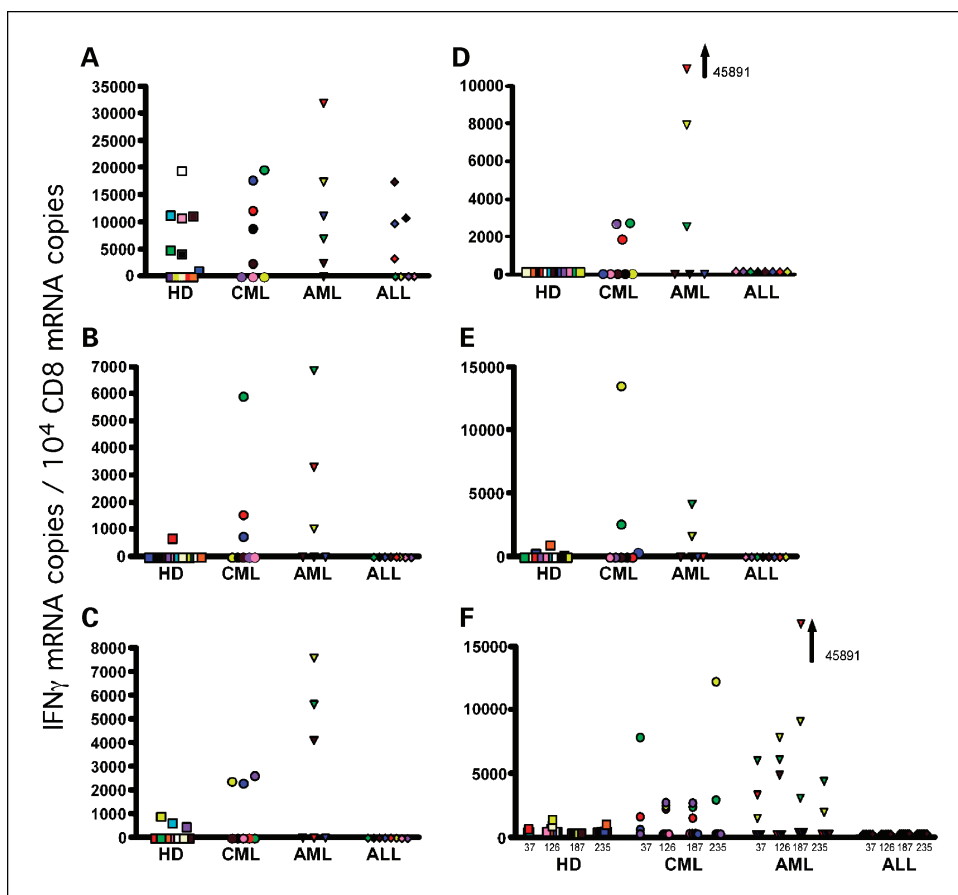 IFNγ mRNA copies / 10⁴ CD8 mRNA copies
A
35000
30000
25000
20000
15000
10000
5000
0
HD CML AML ALL
B
7000
6000
5000
4000
3000
2000
1000
0
HD CML AML ALL
C
8000
7000
6000
5000
4000
3000
2000
1000
0
HD CML AML ALL
D
45891
10000
8000
6000
4000
2000
0
HD CML AML ALL
E
15000
10000
5000
0
HD CML AML ALL
F
45891
15000
10000
5000
0
37 126 187 235 37 126 187 235 37 126 187 235 37 126 187 235
HD CML AML ALL